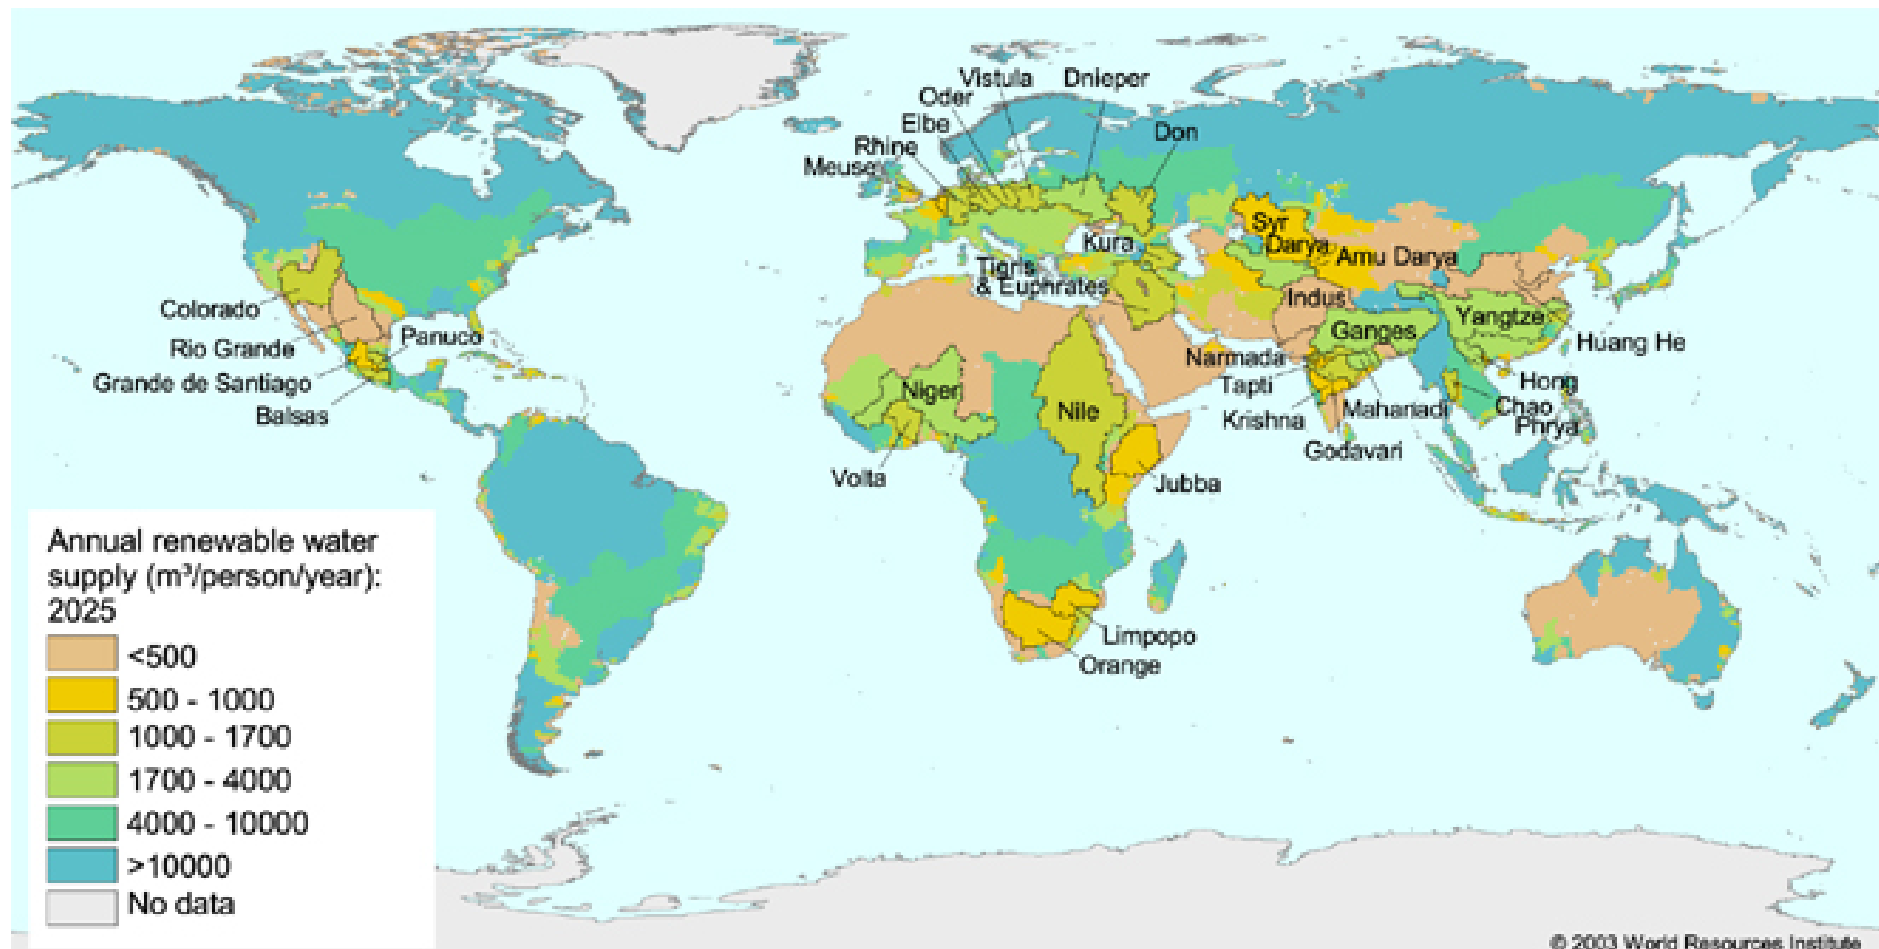 Vistula
Dnieper
Oder
Elbe
Don
Rhine
Meuse
Syr
Darya
Kura
Amu Darya
Tigris
& Euphrates
Indus
Colorado
Yangtze
Ganges
Panuco
Huang He
Rio Grande
Narmada
Grande de Santiago
Tapti
Hong
Niger
Balsas
Nile
Mahanadi
Chao
Phrya
Krishna
Godavari
Volta
Jubba
Limpopo
Orange
Annual renewable water
supply (m³/person/year):
2025
<500
500 - 1000
1000 - 1700
1700 - 4000
4000 - 10000
>10000
No data
© 2003 World Resources Institute